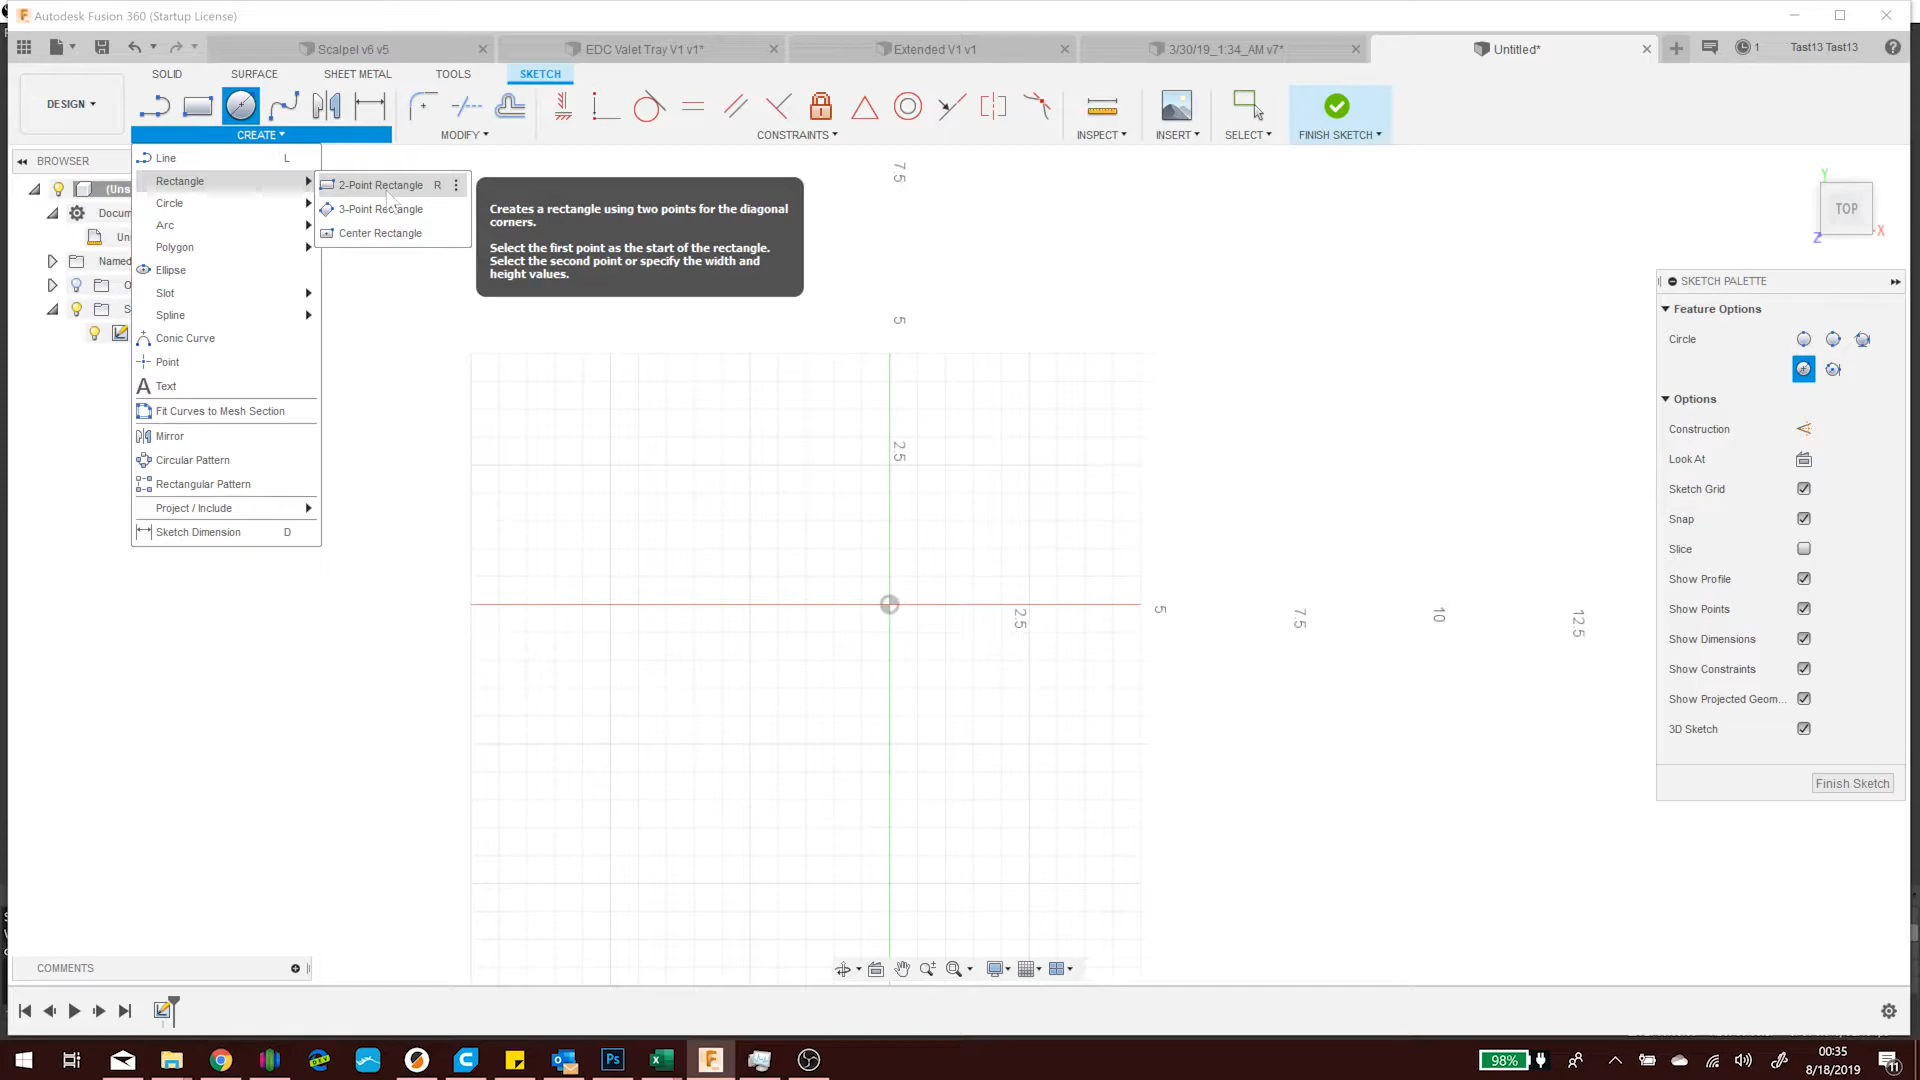 Autodesk Fusion 360 (Startup License)
Scalpel v6 v5
EDC Valet Tray V1 v1*
Extended V1 v1
3/30/19_1:34_AM v7*
Untitled*
1
Tast13 Tast13
DESIGN
SOLID
SURFACE
SHEET METAL
TOOLS
SKETCH
CREATE
MODIFY
CONSTRAINTS
INSPECT
INSERT
SELECT
FINISH SKETCH
BROWSER
(Uns
Docum
Un
Named
O
S
Line L
Rectangle
Circle
Arc
Polygon
Ellipse
Slot
Spline
Conic Curve
Point
Text
Fit Curves to Mesh Section
Mirror
Circular Pattern
Rectangular Pattern
Project / Include
Sketch Dimension D
2-Point Rectangle R
3-Point Rectangle
Center Rectangle
Creates a rectangle using two points for the diagonal
corners.
Select the first point as the start of the rectangle.
Select the second point or specify the width and
height values.
7.5
5
2.5
2.5
5
7.5
10
12.5
Y
TOP
X
Z
SKETCH PALETTE
Feature Options
Circle
Options
Construction
Look At
Sketch Grid
Snap
Slice
Show Profile
Show Points
Show Dimensions
Show Constraints
Show Projected Geom...
3D Sketch
Finish Sketch
COMMENTS
Ps
98%
00:35
8/18/2019
11